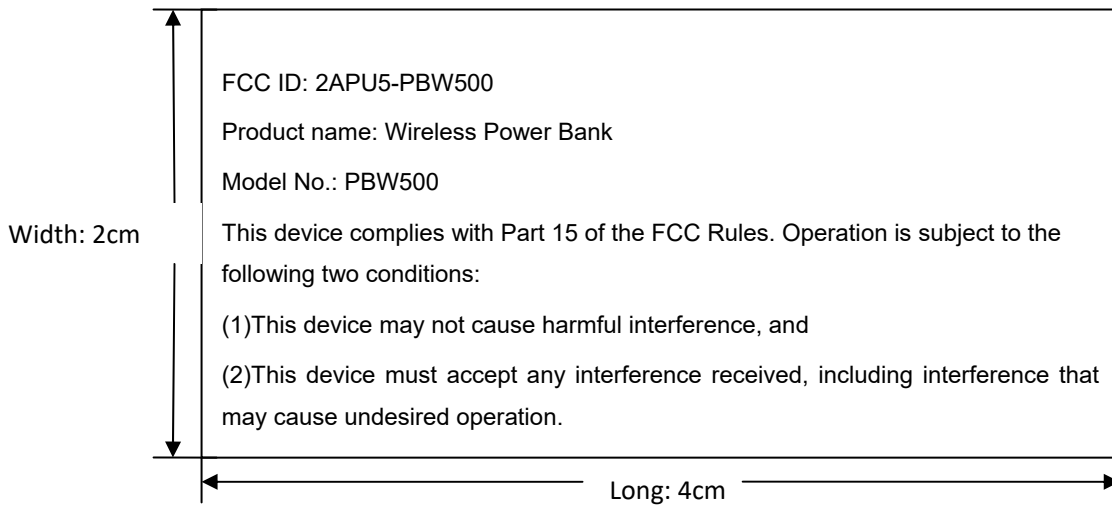 FCC ID: 2APU5-PBW500
Product name: Wireless Power Bank
Model No.: PBW500
Width: 2cm
This device complies with Part 15 of the FCC Rules. Operation is subject to the
following two conditions:
(1)This device may not cause harmful interference, and
(2)This device must accept any interference received, including interference that
may cause undesired operation.
Long: 4cm